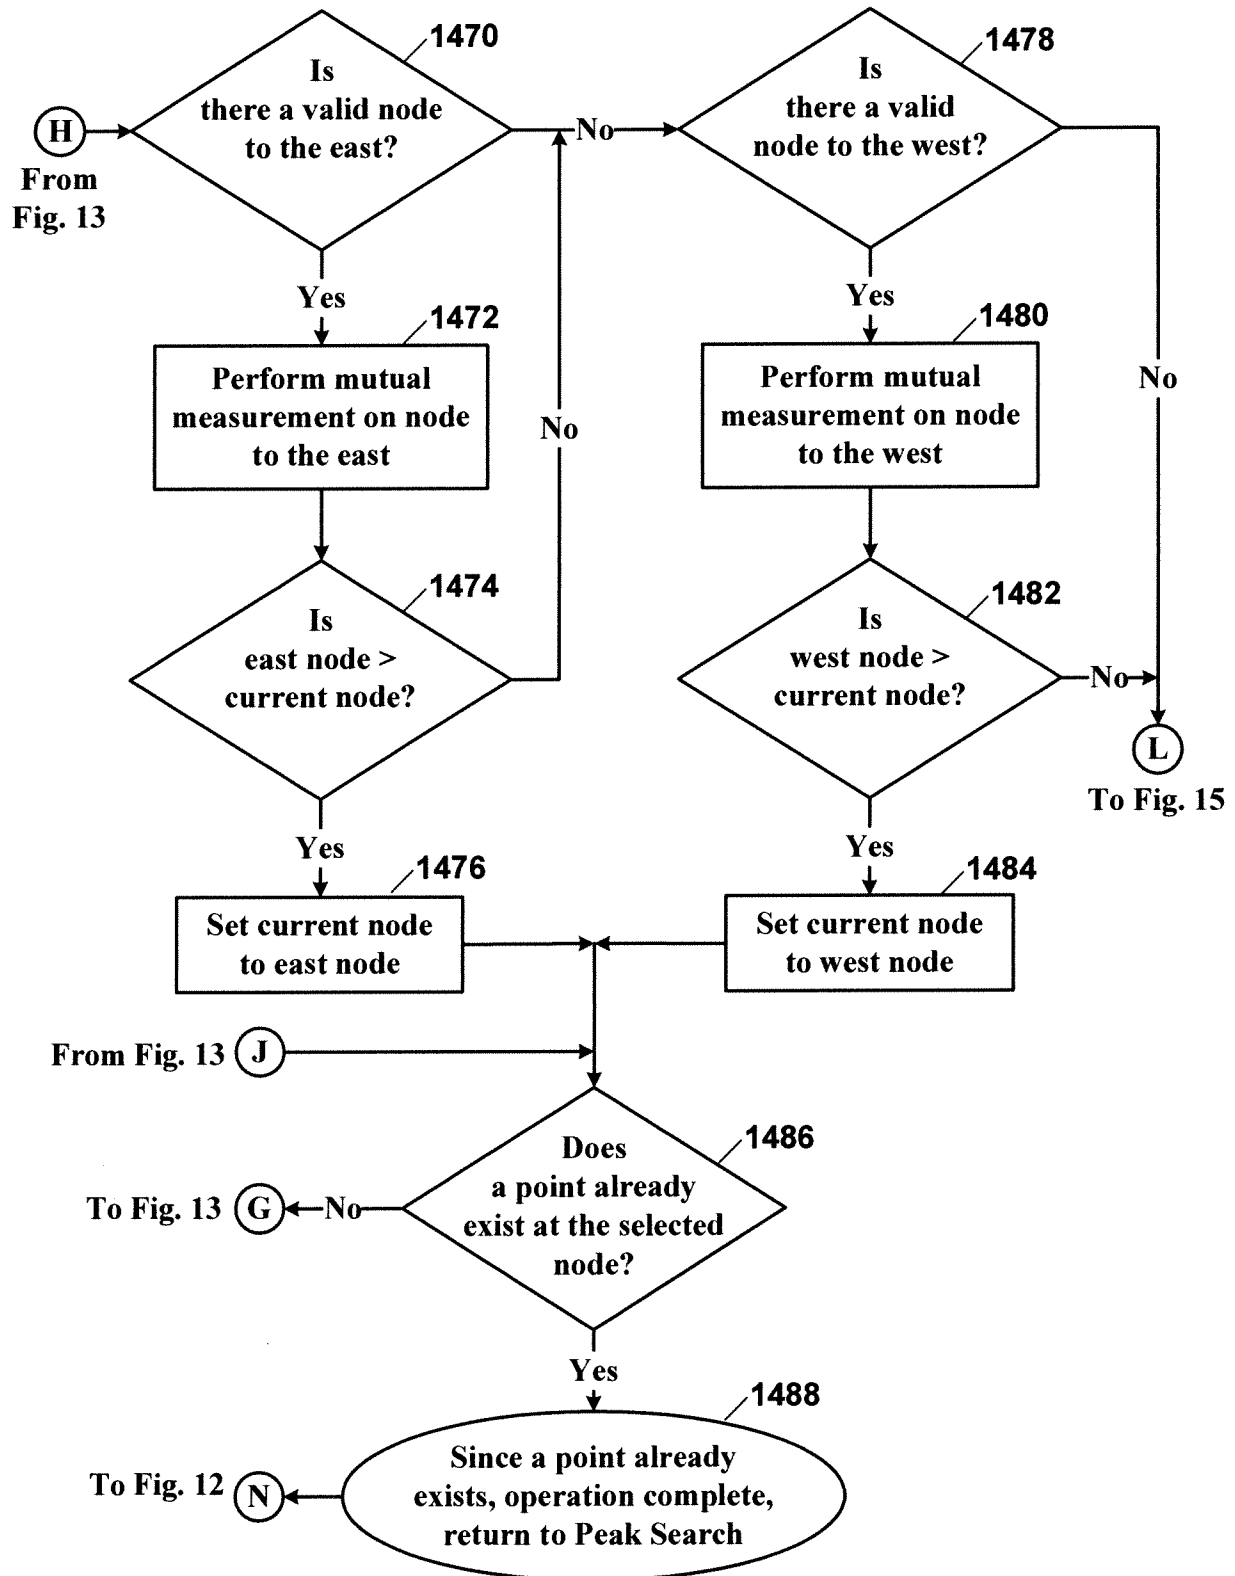 1470
Is
there a valid node
to the east?
H
From
Fig. 13
No
1478
Is
there a valid
node to the west?
Yes
1472
Perform mutual
measurement on node
to the east
No
Yes
1480
Perform mutual
measurement on node
to the west
No
1474
Is
east node >
current node?
1482
Is
west node >
current node?
No
L
To Fig. 15
Yes
1476
Set current node
to east node
Yes
1484
Set current node
to west node
From Fig. 13
J
1486
Does
a point already
exist at the selected
node?
To Fig. 13
G
No
Yes
1488
Since a point already
exists, operation complete,
return to Peak Search
To Fig. 12
N